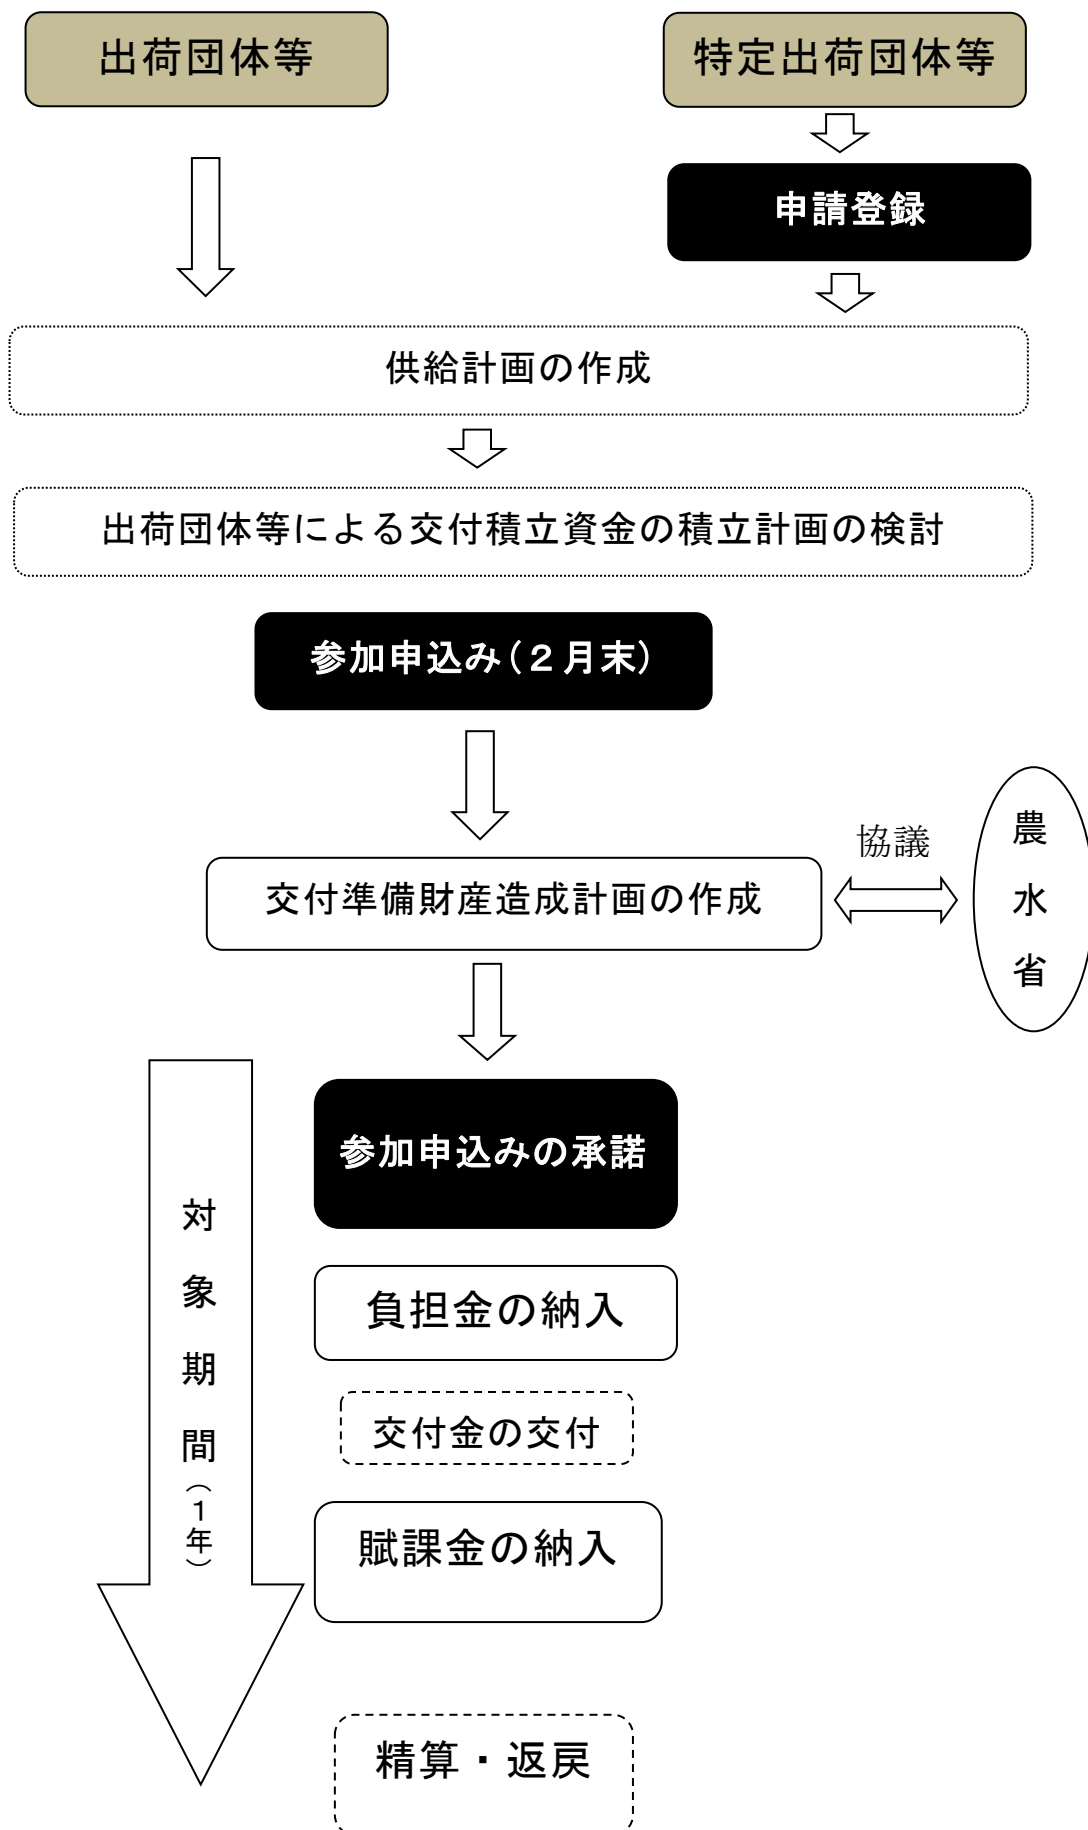 出荷団体等
特定出荷団体等
申請登録
供給計画の作成
出荷団体等による交付積立資金の積立計画の検討
参加申込み(２月末)
交付準備財産造成計画の作成
協議
農水省
参加申込みの承諾
対象期間(１年)
負担金の納入
交付金の交付
賦課金の納入
精算・返戻